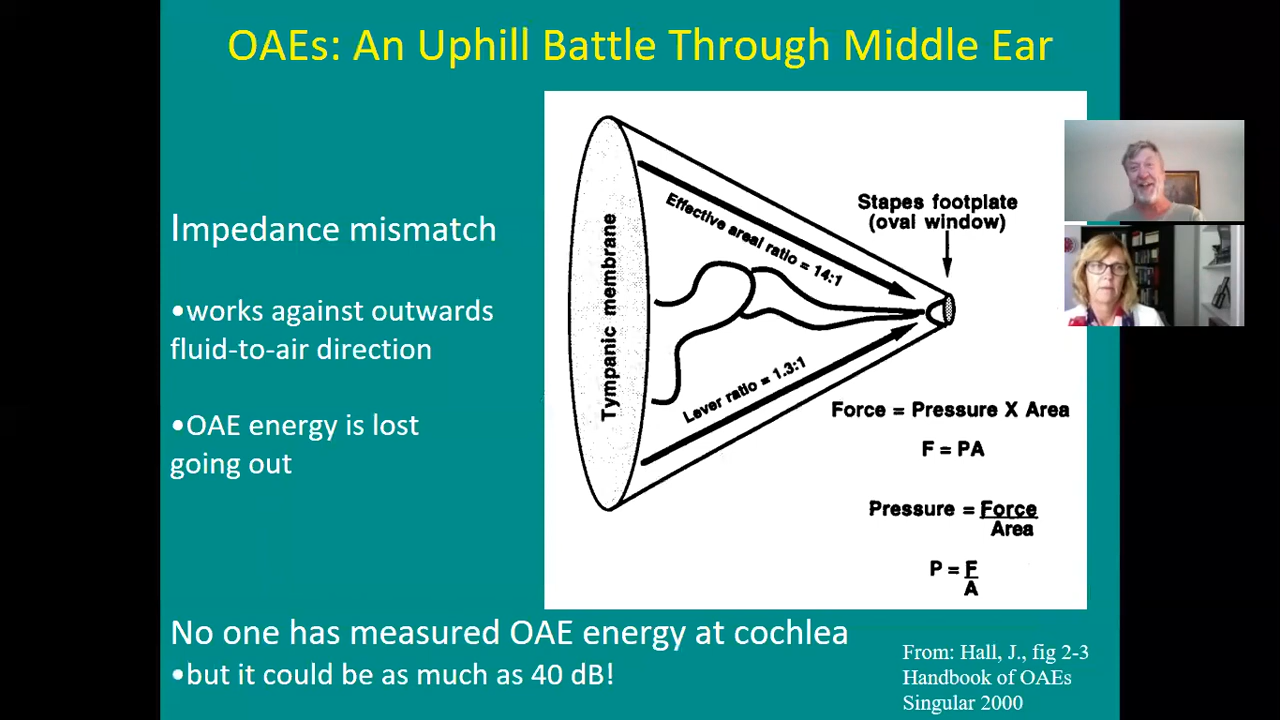 OAEs: An Uphill Battle Through Middle Ear
Impedance mismatch
•works against outwards
fluid-to-air direction
•OAE energy is lost
going out
Tympanic membrane
Effective areal ratio = 14:1
Lever ratio = 1.3:1
Stapes footplate
(oval window)
Force = Pressure X Area
F = PA
Pressure = Force
Area
P = F
A
No one has measured OAE energy at cochlea
•but it could be as much as 40 dB!
From: Hall, J., fig 2-3
Handbook of OAEs
Singular 2000